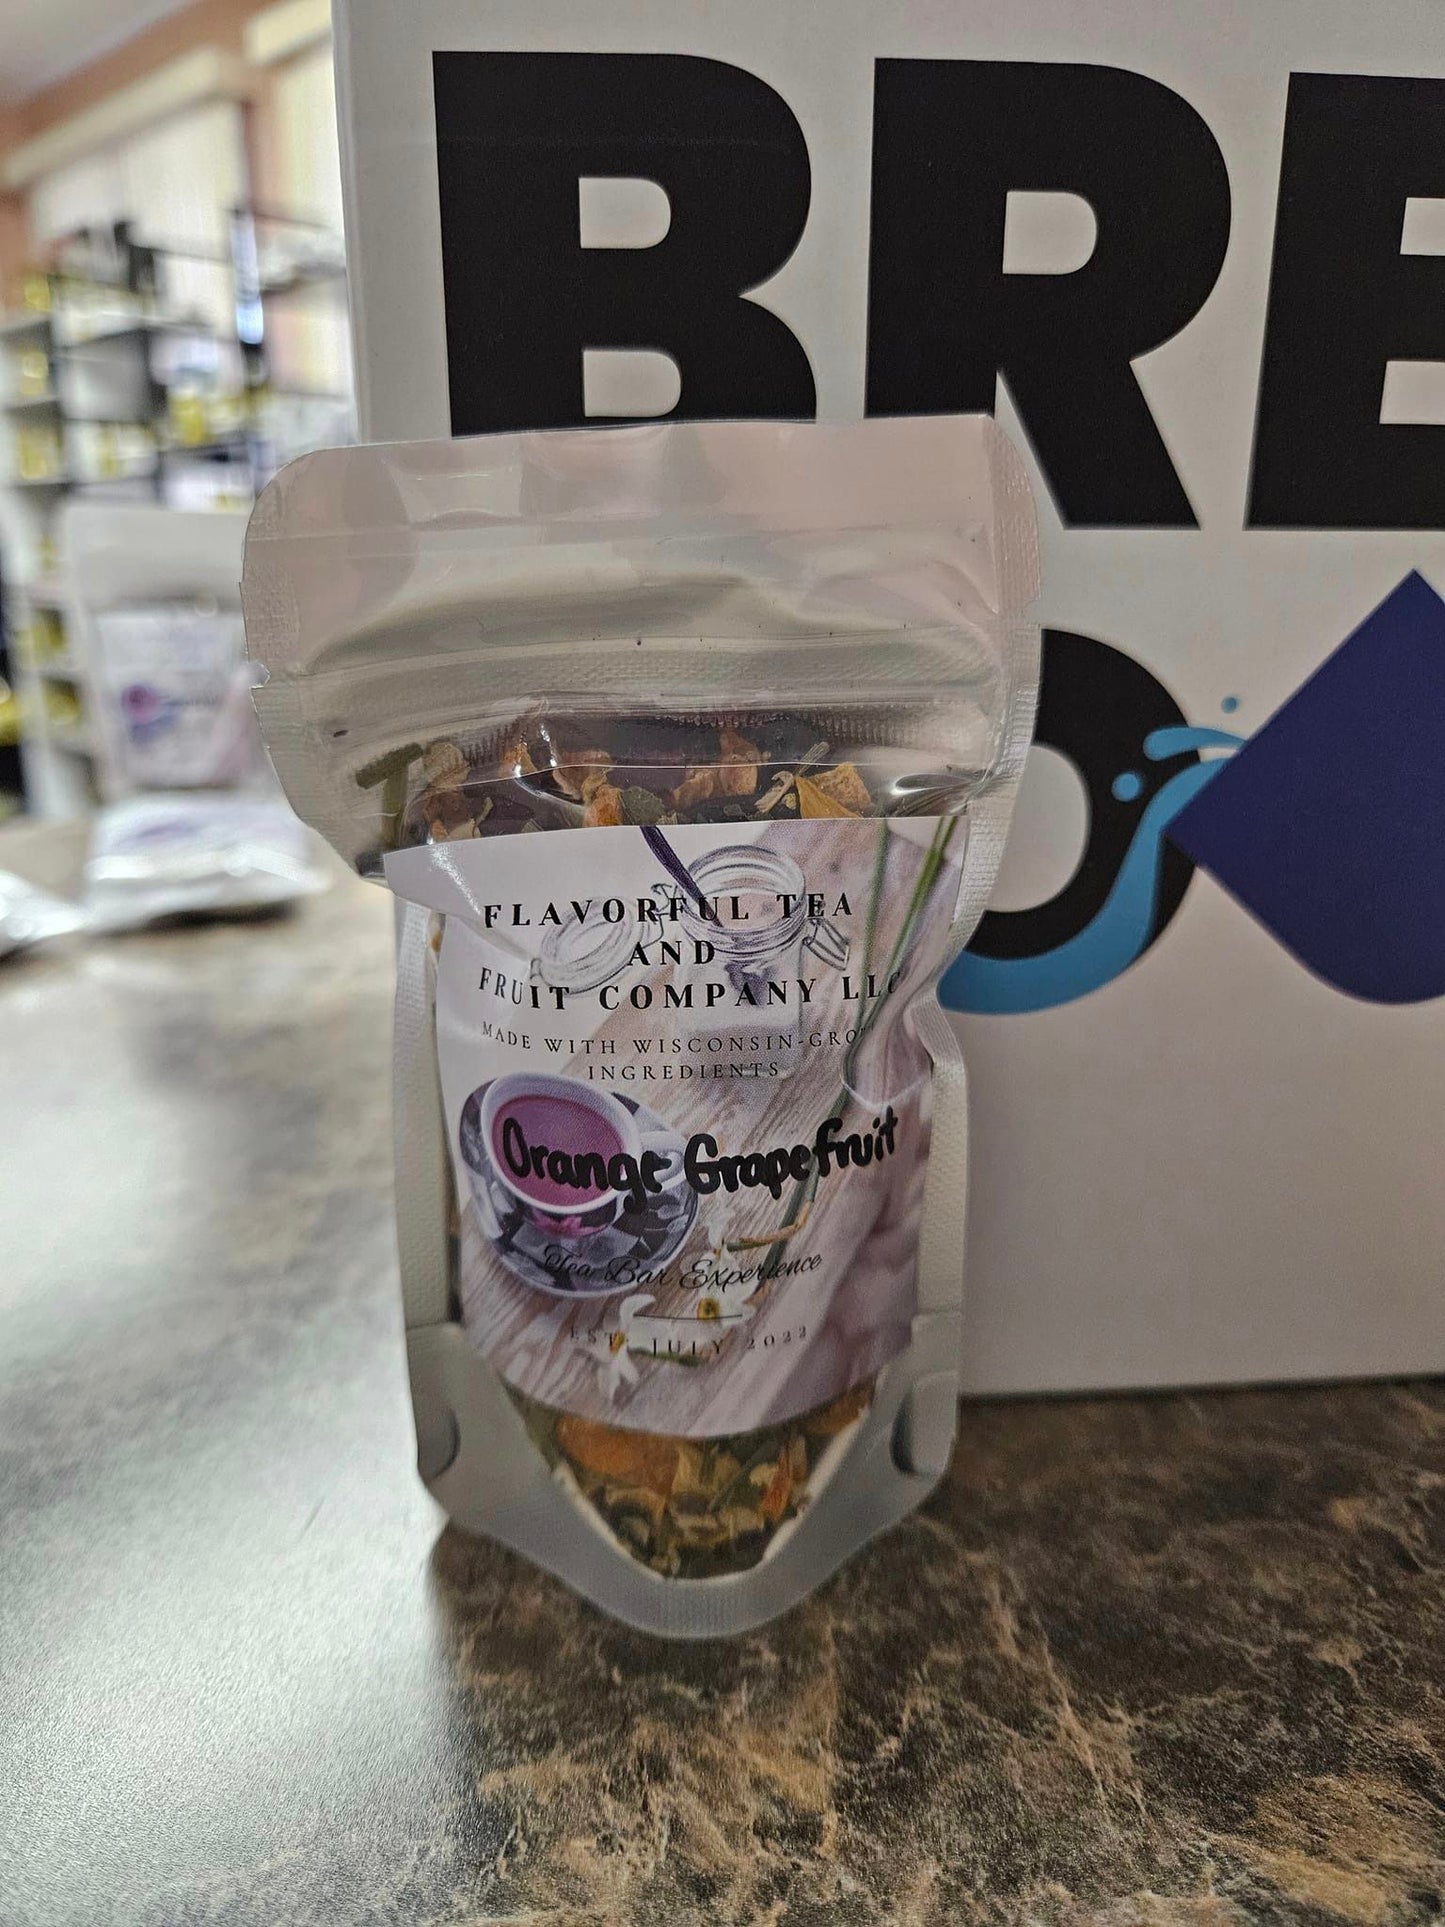 BRE
FLAVORFUL TEA
AND
FRUIT COMPANY LLC
MADE WITH WISCONSIN-GRO
INGREDIENTS
Orange Grapefruit
Tea Bar Experience
EST. JULY 2022